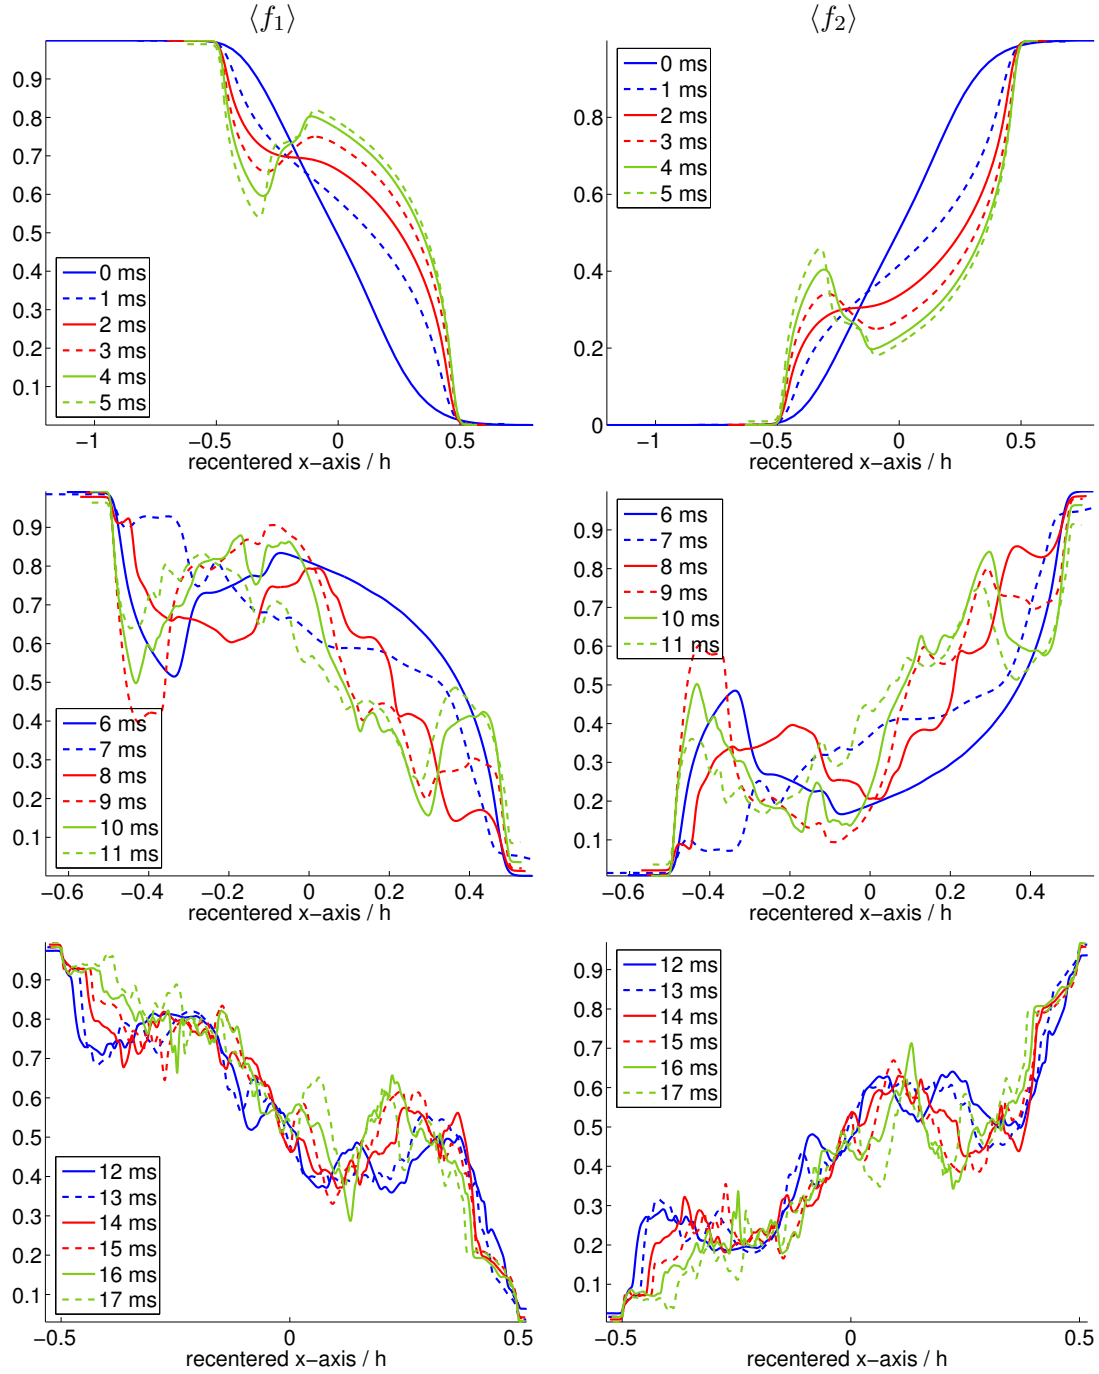 ⟨f₁⟩
0.9
0.8
0.7
0.6
0.5
0.4
0.3
0.2
0.1
0 ms
1 ms
2 ms
3 ms
4 ms
5 ms
−1 −0.5 0 0.5
recentered x−axis / h
⟨f₂⟩
0.8
0.6
0.4
0.2
0
0 ms
1 ms
2 ms
3 ms
4 ms
5 ms
−1 −0.5 0 0.5
recentered x−axis / h
0.9
0.8
0.7
0.6
0.5
0.4
0.3
0.2
0.1
6 ms
7 ms
8 ms
9 ms
10 ms
11 ms
−0.6 −0.4 −0.2 0 0.2 0.4
recentered x−axis / h
0.9
0.8
0.7
0.6
0.5
0.4
0.3
0.2
0.1
6 ms
7 ms
8 ms
9 ms
10 ms
11 ms
−0.6 −0.4 −0.2 0 0.2 0.4
recentered x−axis / h
0.9
0.8
0.7
0.6
0.5
0.4
0.3
0.2
0.1
12 ms
13 ms
14 ms
15 ms
16 ms
17 ms
−0.5 0 0.5
recentered x−axis / h
0.9
0.8
0.7
0.6
0.5
0.4
0.3
0.2
0.1
12 ms
13 ms
14 ms
15 ms
16 ms
17 ms
−0.5 0 0.5
recentered x−axis / h